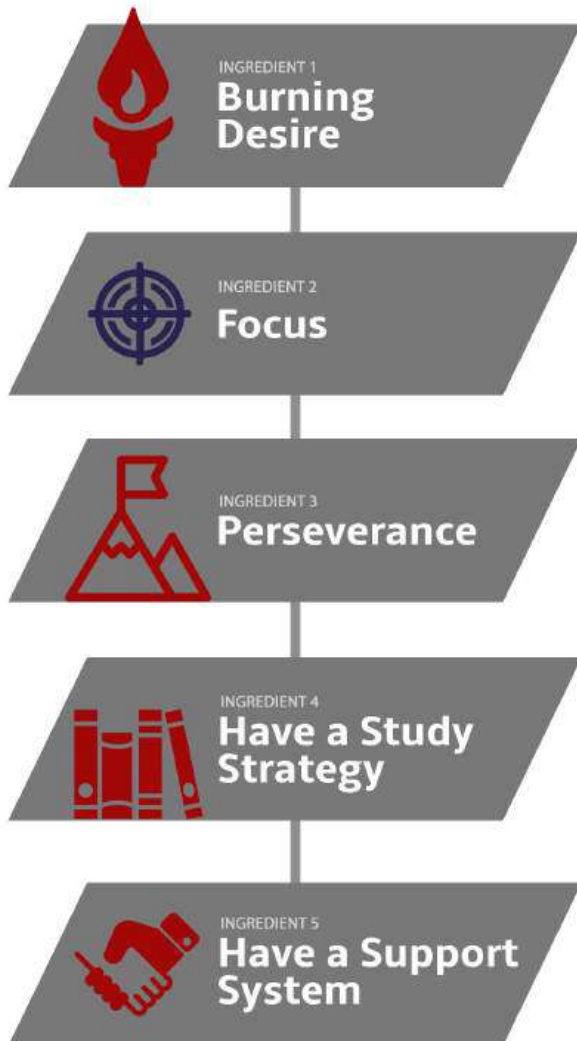 INGREDIENT 1
Burning
Desire
INGREDIENT 2
Focus
INGREDIENT 3
Perseverance
INGREDIENT 4
Have a Study
Strategy
INGREDIENT 5
Have a Support
System